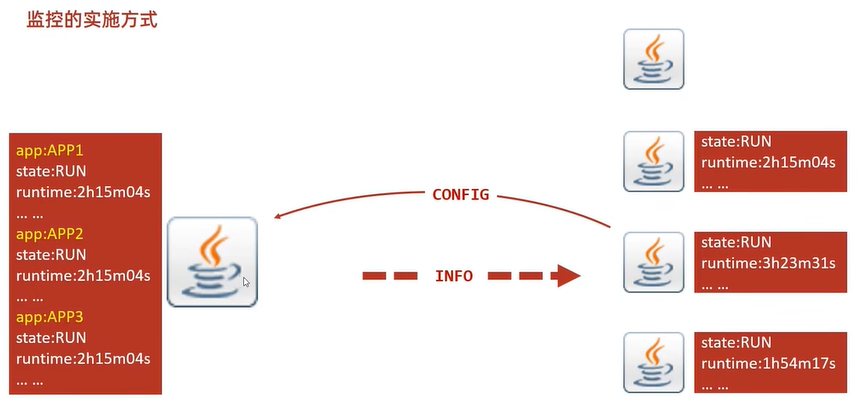 监控的实施方式
app:APP1
state:RUN
runtime:2h15m04s
... ...
app:APP2
state:RUN
runtime:2h15m04s
... ...
app:APP3
state:RUN
runtime:2h15m04s
... ...
CONFIG
INFO
state:RUN
runtime:2h15m04s
... ...
state:RUN
runtime:3h23m31s
... ...
state:RUN
runtime:1h54m17s
... ...